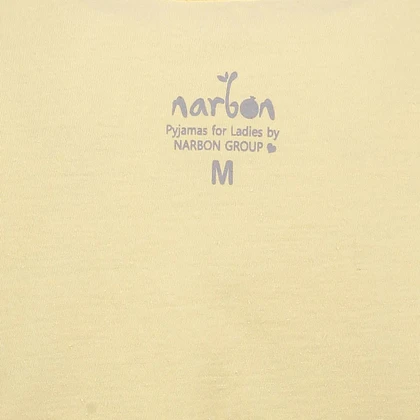 narbon
Pyjamas for Ladies by
NARBON GROUP
M